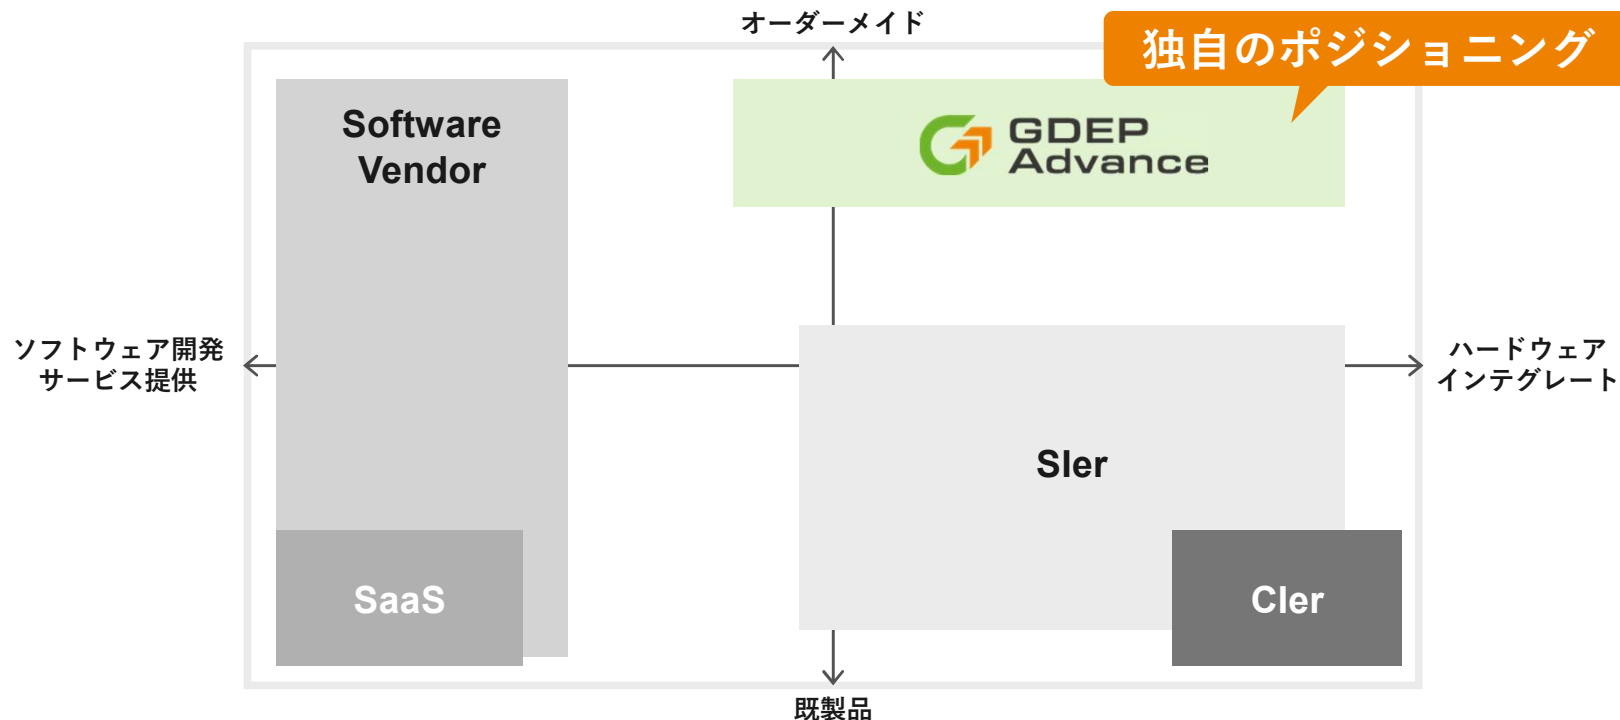 オーダーメイド
独自のポジショニング
Software
Vendor
GDEP
Advance
ソフトウェア開発
サービス提供
ハードウェア
インテグレート
SIer
SaaS
CIer
既製品